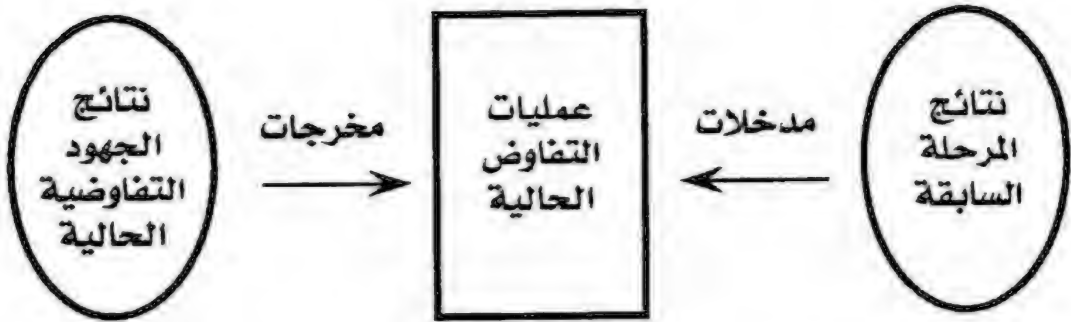 نتائج
المرحلة
السابقة
مدخلات
عمليات
التفاوض
الحالية
مخرجات
نتائج
الجهود
التفاوضية
الحالية